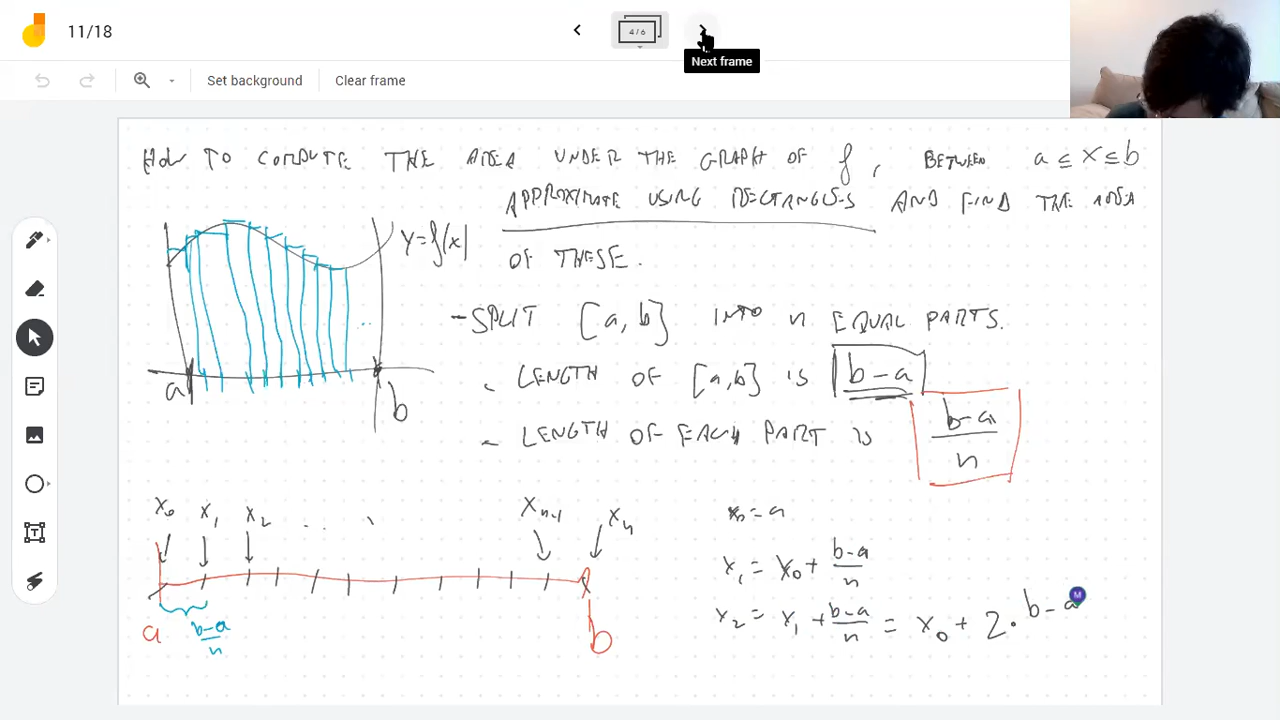 11/18
4/6
Next frame
Set background
Clear frame
HOW TO COMPUTE THE AREA UNDER THE GRAPH OF f, BETWEEN a ≤ x ≤ b
APPROXIMATE USING RECTANGLES AND FIND THE AREA
OF THESE.
y=f(x)
a
b
-SPLIT [a, b] INTO n EQUAL PARTS.
- LENGTH OF [a,b] IS b-a
- LENGTH OF EACH PART IS b-a/n
x0 x1 x2 . . . xn-1 xn
a b-a/n b
x0 = a
x1 = x0 + b-a/n
x2 = x1 + b-a/n = x0 + 2 · b-a
M